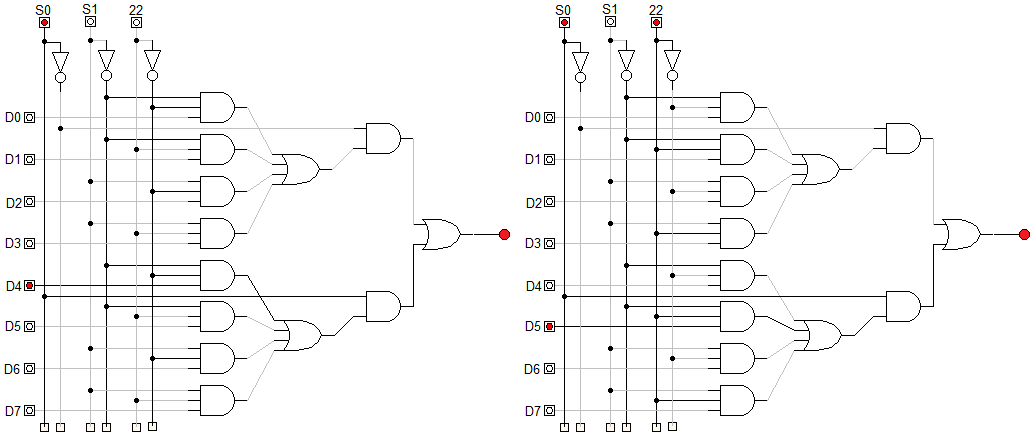 S0 S1 22 S0 S1 22
D0 D0
D1 D1
D2 D2
D3 D3
D4 D4
D5 D5
D6 D6
D7 D7